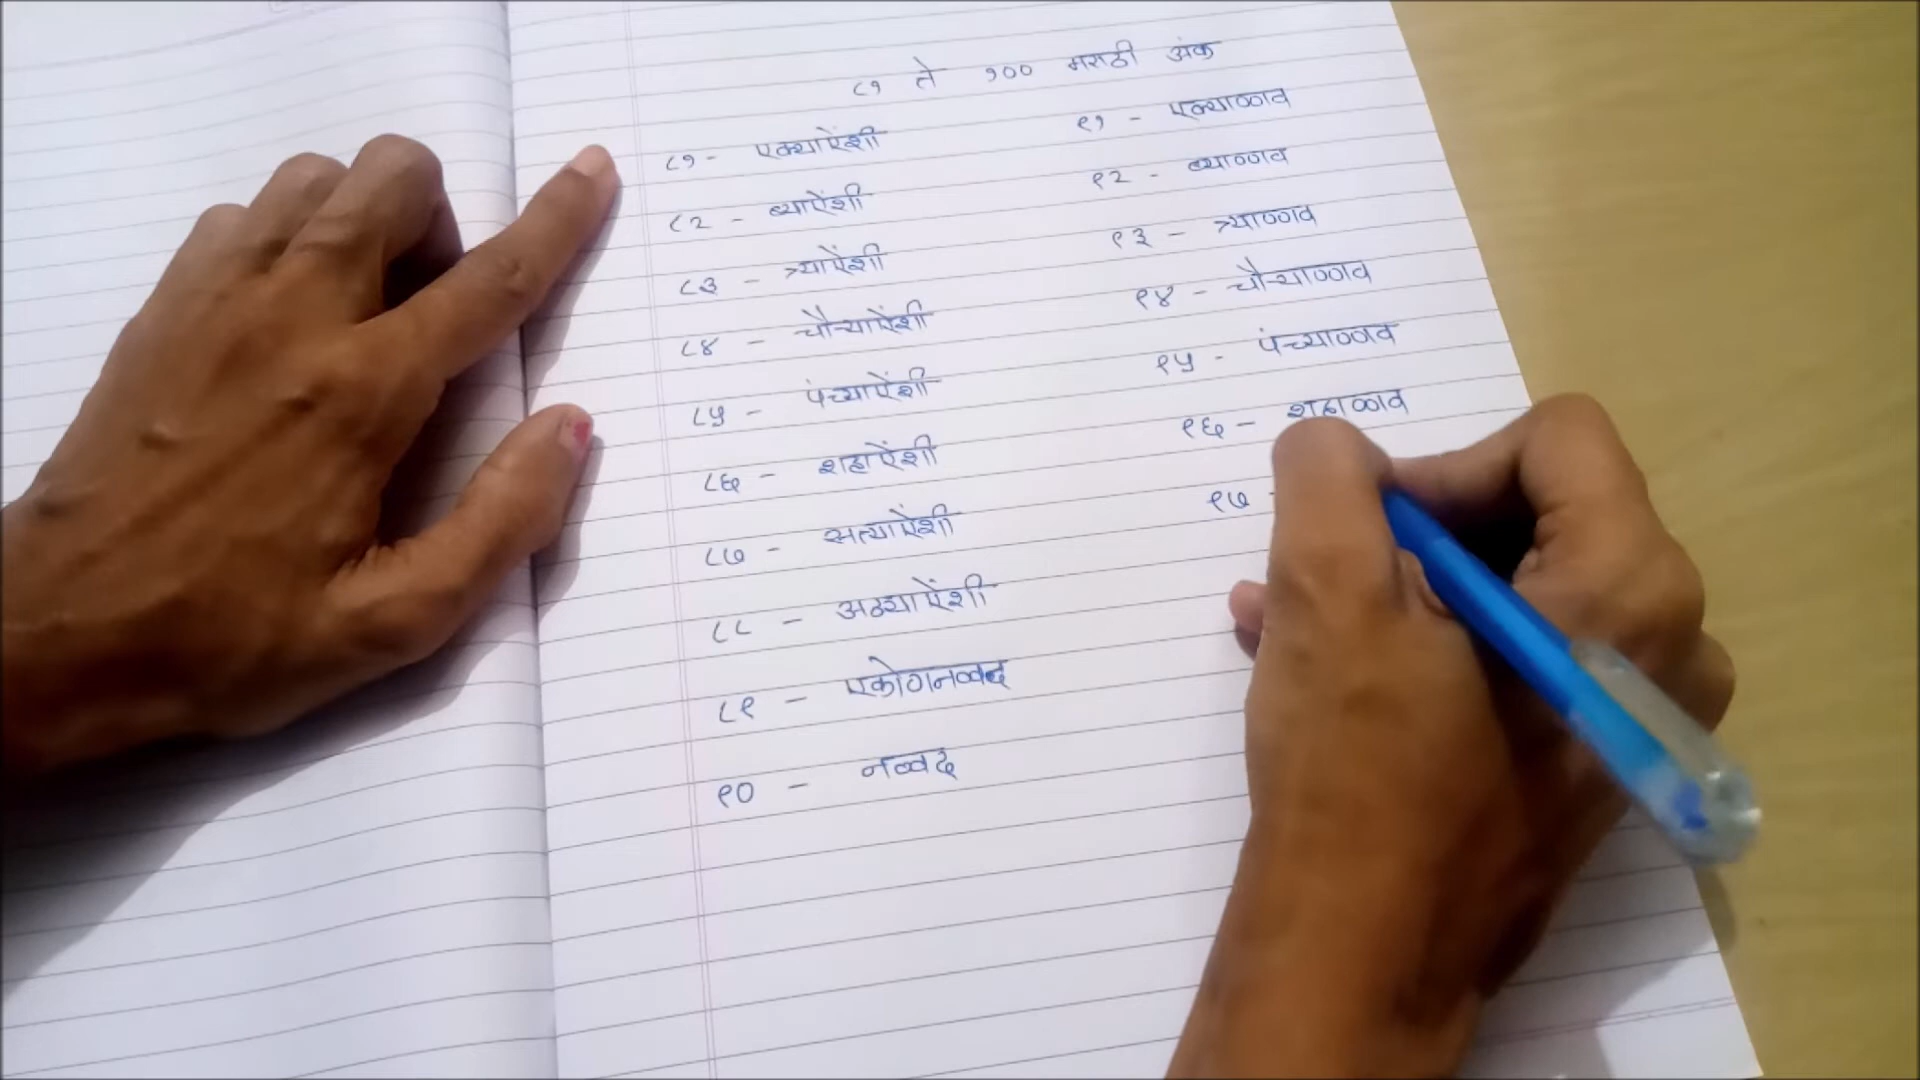 ८१ ते १०० मराठी अंक
८१ - एक्याऐंशी
८२ - ब्याऐंशी
८३ - त्र्याऐंशी
८४ - चौऱ्याऐंशी
८५ - पंच्याऐंशी
८६ - शहाऐंशी
८७ - सत्याऐंशी
८८ - अठ्याऐंशी
८९ - एकोणनव्वद
९० - नव्वद
९१ - एक्याण्णव
९२ - ब्याण्णव
९३ - त्र्याण्णव
९४ - चौऱ्याण्णव
९५ - पंच्याण्णव
९६ - शहाण्णव
९७ -